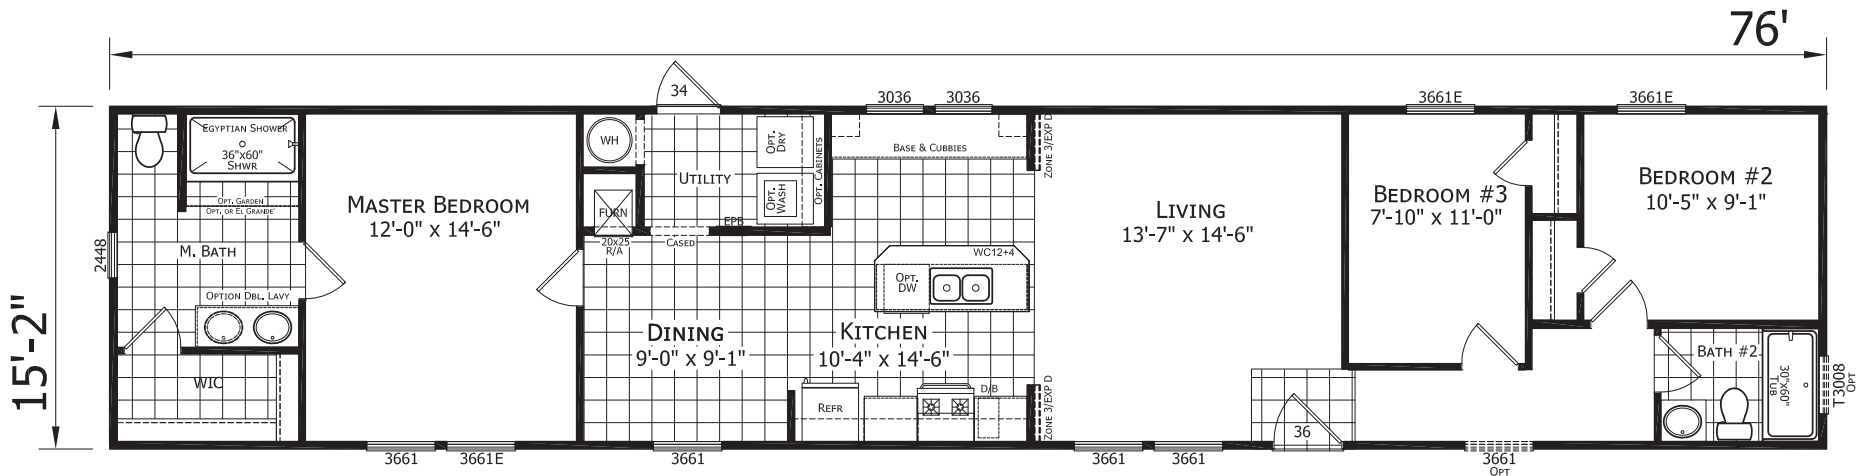 76'
15'-2"
34
3036
3036
3661E
3661E
EGYPTIAN SHOWER
36"x60"
SHWR
OPT. GARDEN
OPT. OR EL GRANDE'
2448
M. BATH
OPTION DBL. LAVY
WIC
MASTER BEDROOM
12'-0" x 14'-6"
WH
FURN
20x25
R/A
UTILITY
OPT.
DRY
OPT.
WASH
OPT. CABINETS
EPB
CASED
BASE & CUBBIES
ZONE 3/EXP D
WC12+4
OPT.
DW
DINING
9'-0" x 9'-1"
KITCHEN
10'-4" x 14'-6"
REFR
D/B
ZONE 3/EXP D
LIVING
13'-7" x 14'-6"
36
BEDROOM #3
7'-10" x 11'-0"
BEDROOM #2
10'-5" x 9'-1"
BATH #2
30"x60"
TUB
T3008
OPT
3661
3661E
3661
3661
3661
3661
OPT